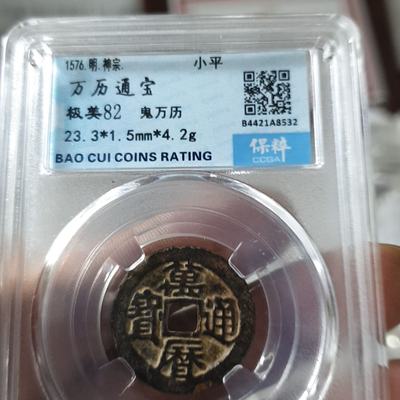 1576.明.神宗. 小平
万历通宝
极美82 鬼万历
23.3*1.5mm*4.2g
BAO CUI COINS RATING
B4421A8532
保粹
CCGA
萬
寶 通
曆